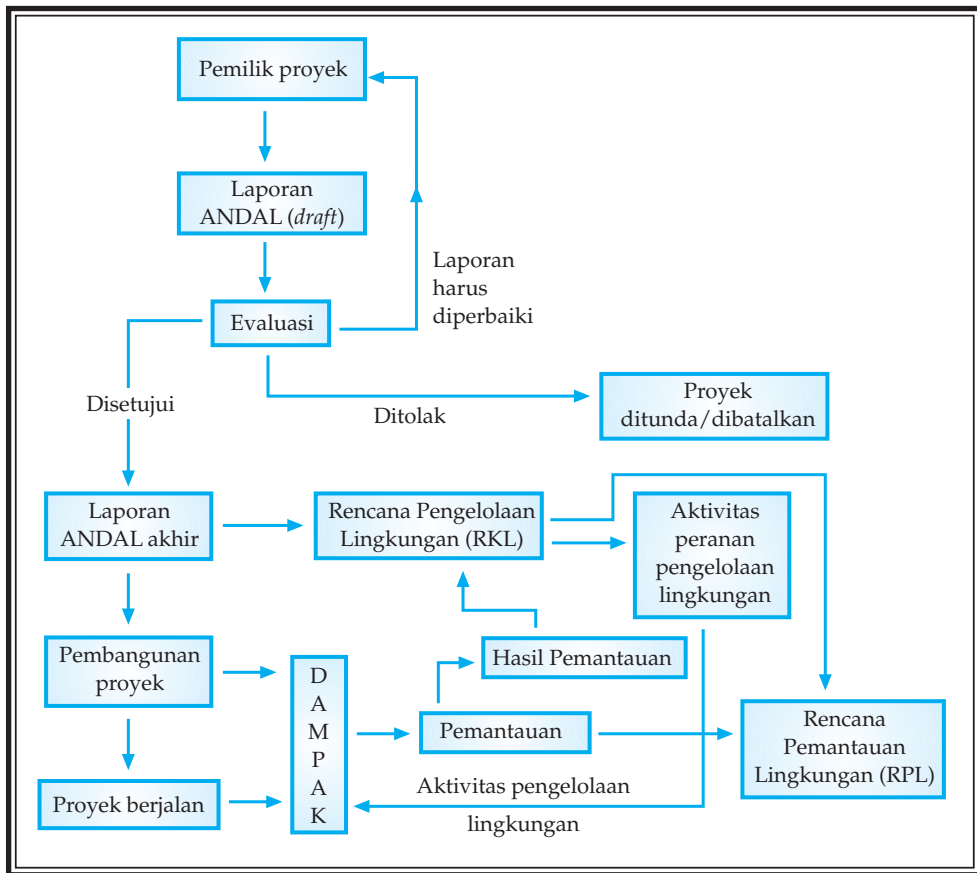 Pemilik proyek
Laporan
ANDAL (draft)
Laporan
harus
diperbaiki
Evaluasi
Disetujui
Ditolak
Proyek
ditunda/dibatalkan
Laporan
ANDAL akhir
Rencana Pengelolaan
Lingkungan (RKL)
Aktivitas
peranan
pengelolaan
lingkungan
Pembangunan
proyek
D
A
M
P
A
K
Hasil Pemantauan
Pemantauan
Rencana
Pemantauan
Lingkungan (RPL)
Proyek berjalan
Aktivitas pengelolaan
lingkungan